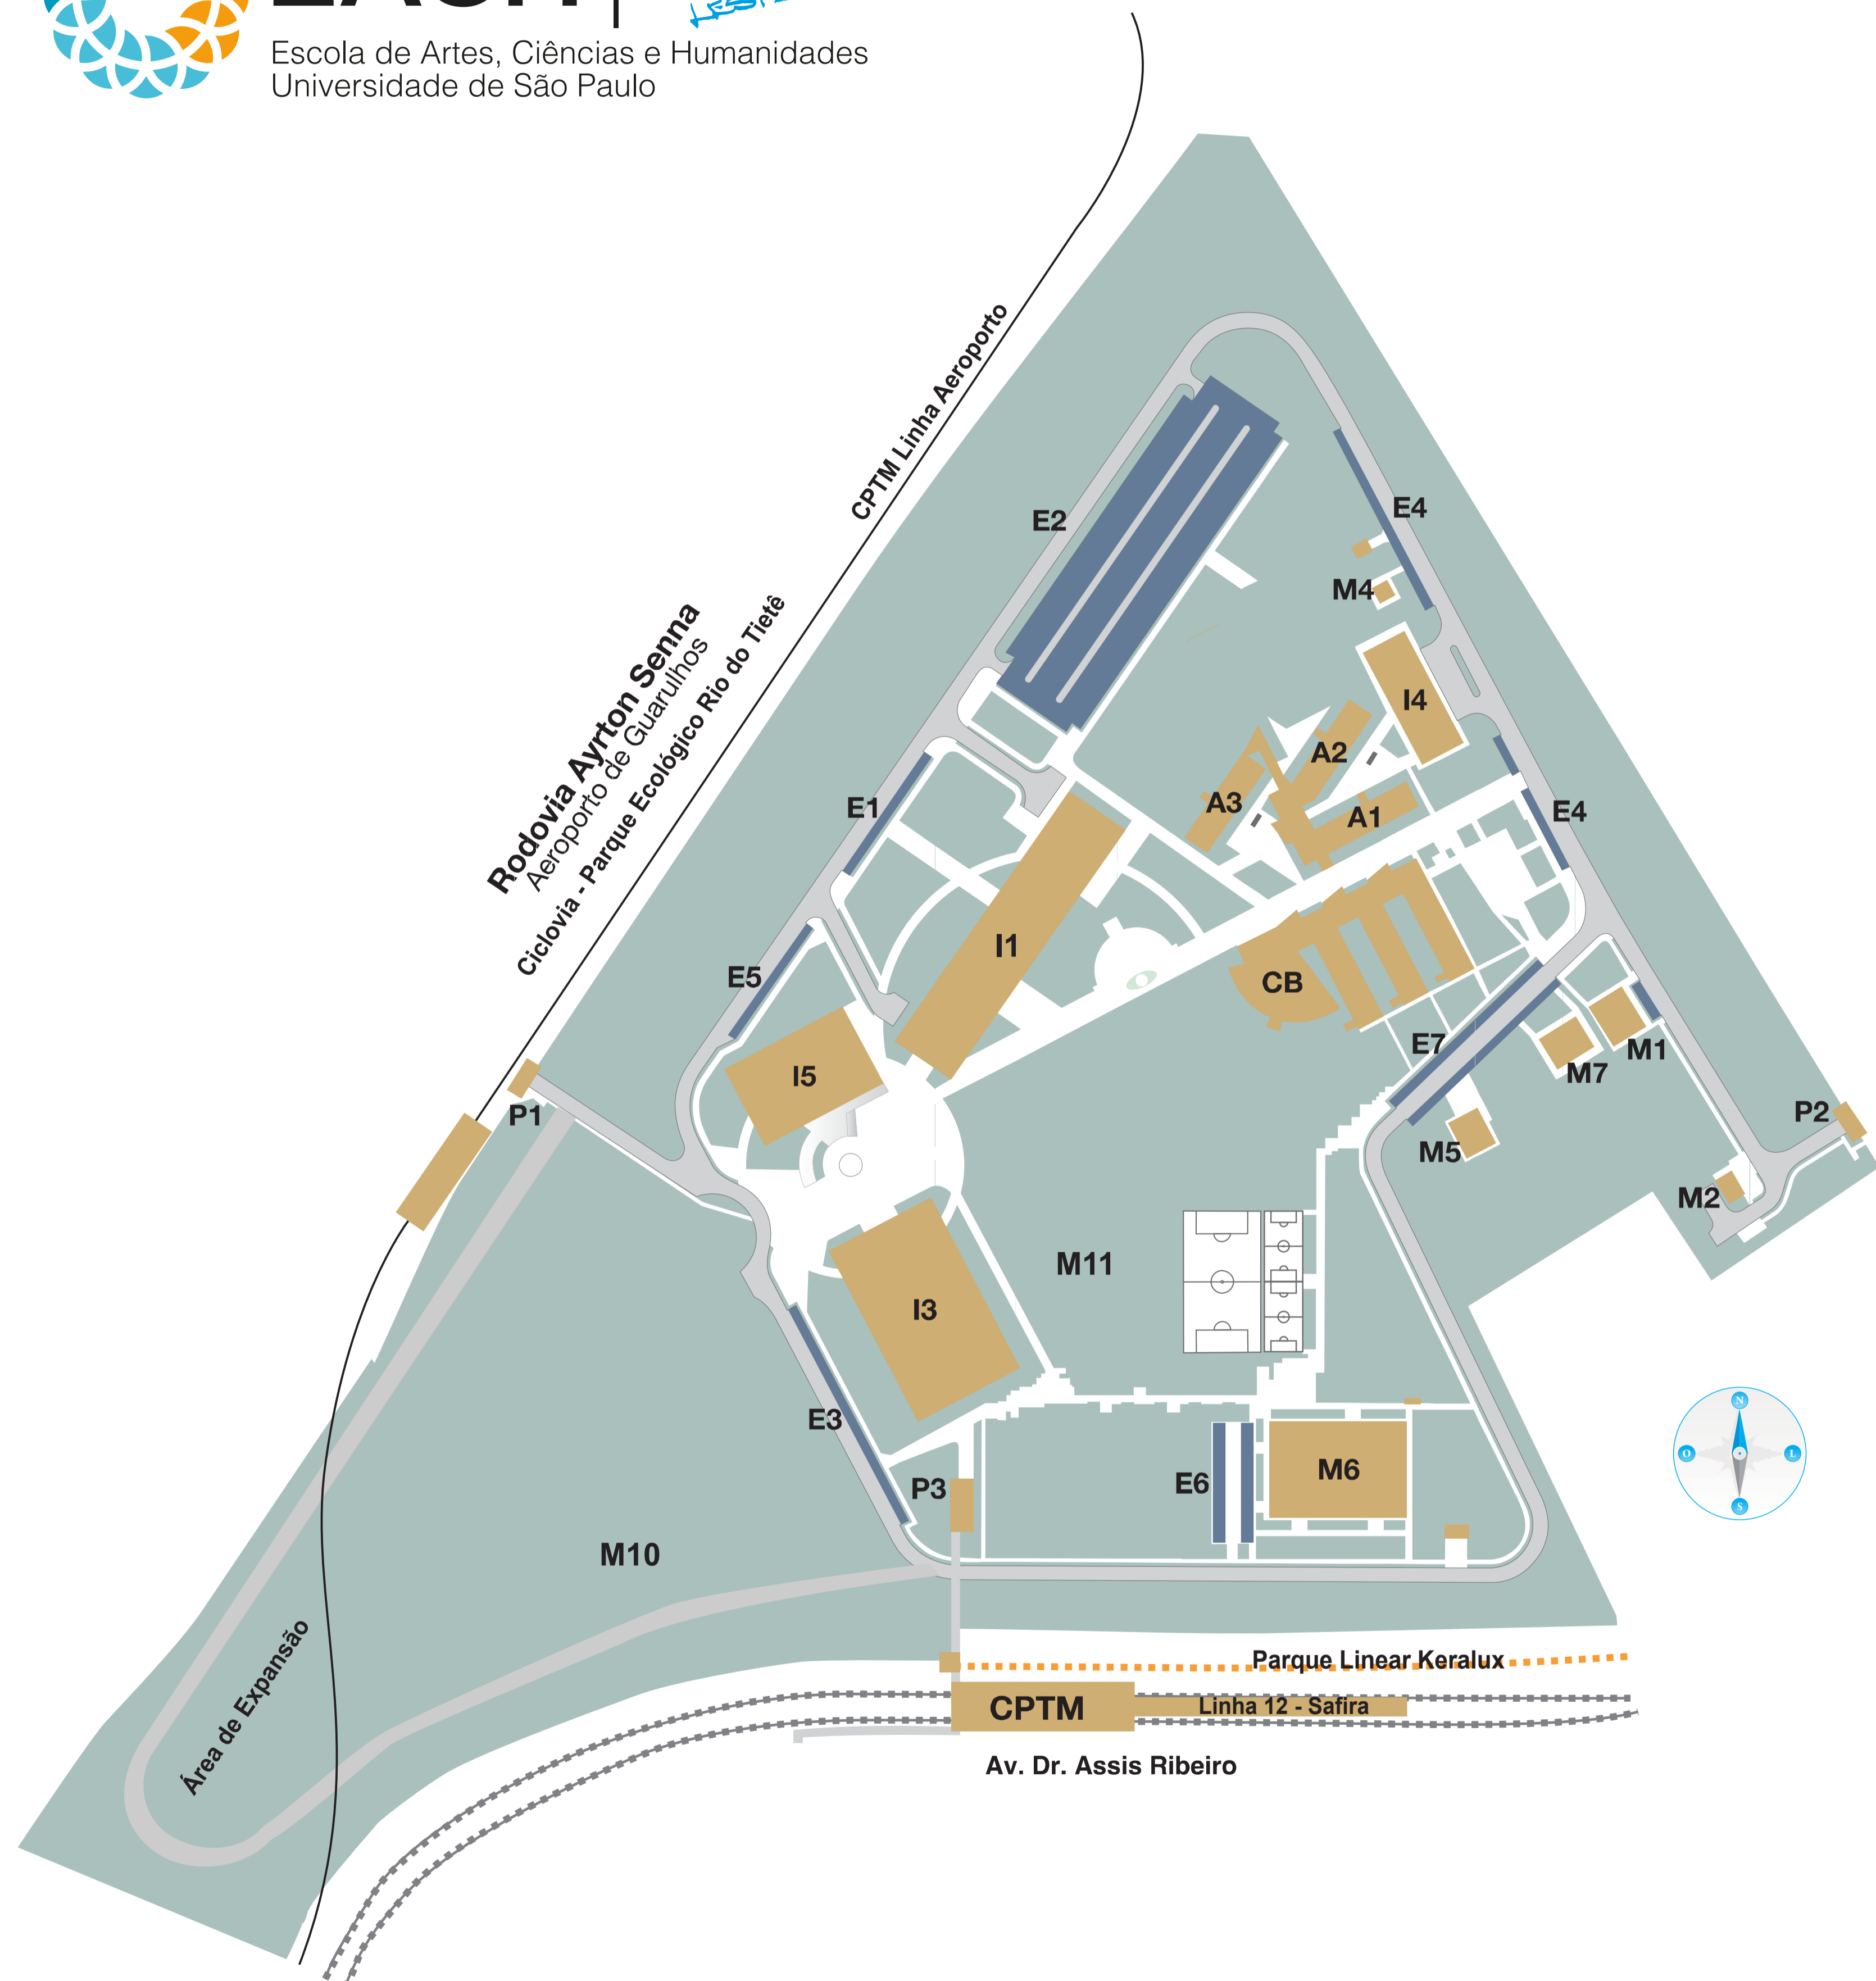 Escola de Artes, Ciências e Humanidades
Universidade de São Paulo
CPTM Linha Aeroporto
Rodovia Ayrton Senna
Aeroporto de Guarulhos
Ciclovia - Parque Ecológico Rio do Tietê
E2
E4
M4
I4
A2
A3
A1
E1
E4
I1
CB
E5
E7
M1
M7
I5
P1
P2
M5
M2
M11
I3
E3
P3
E6
M6
N
O
L
S
M10
Área de Expansão
Parque Linear Keralux
CPTM
Linha 12 - Safira
Av. Dr. Assis Ribeiro